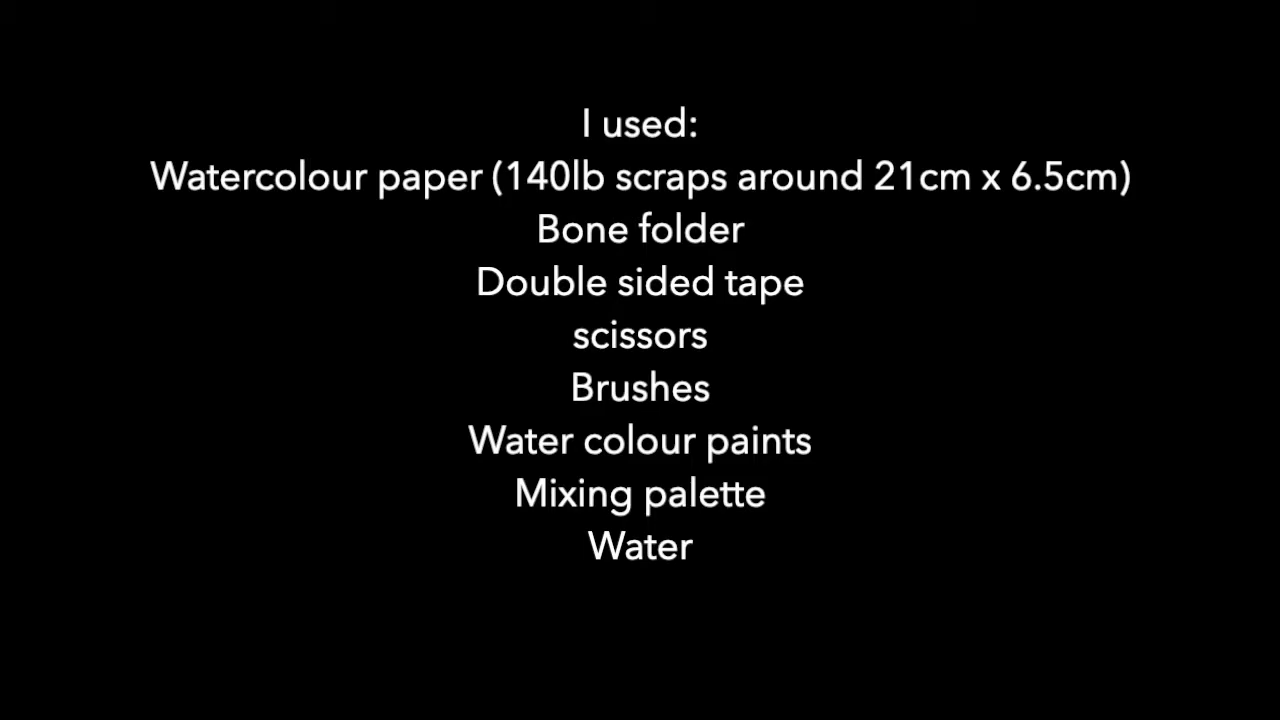 I used:
Watercolour paper (140lb scraps around 21cm x 6.5cm)
Bone folder
Double sided tape
scissors
Brushes
Water colour paints
Mixing palette
Water